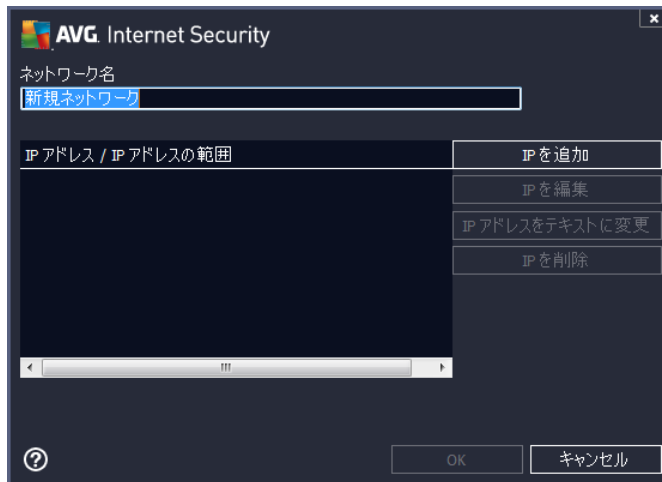 AVG. Internet Security
ネットワーク名
新規ネットワーク
IP アドレス / IP アドレスの範囲
IP を追加
IP を編集
IP アドレスをテキストに変更
IP を削除
OK
キャンセル